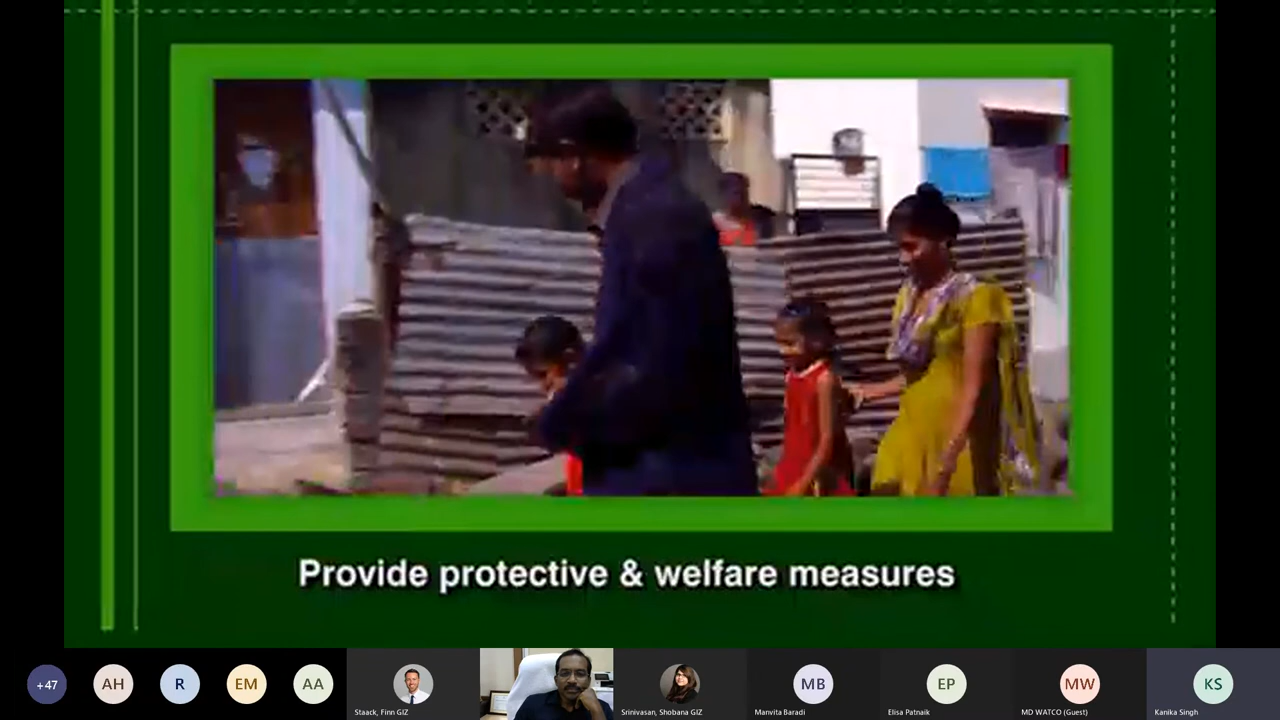 Provide protective & welfare measures
+47
AH
R
EM
AA
Staack, Finn GIZ
Srinivasan, Shobana GIZ
MB
Manvita Baradi
EP
Elisa Patnaik
MW
MD WATCO (Guest)
KS
Kanika Singh